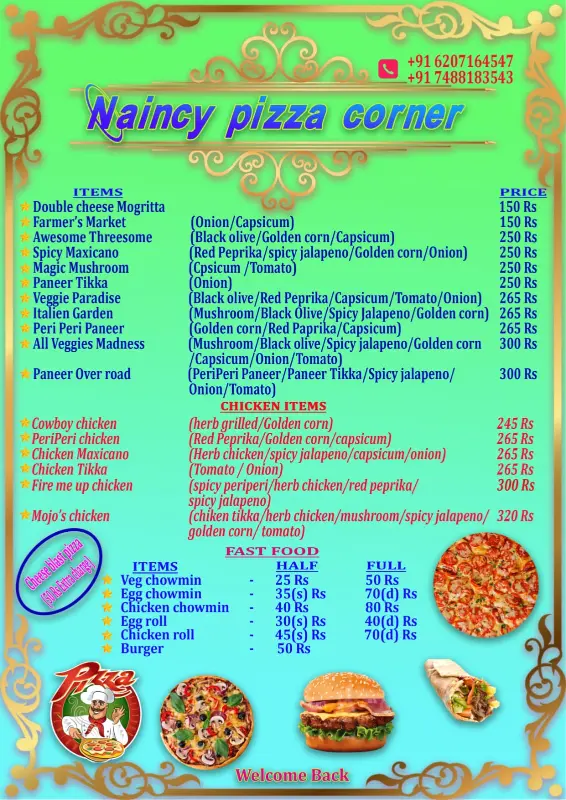 +91 6207164547
+91 7488183543
Naincy pizza corner
ITEMS PRICE
Double cheese Mogritta 150 Rs
Farmer's Market (Onion/Capsicum) 150 Rs
Awesome Threesome (Black olive/Golden corn/Capsicum) 250 Rs
Spicy Maxicano (Red Peprika/spicy jalapeno/Golden corn/Onion) 250 Rs
Magic Mushroom (Cpsicum /Tomato) 250 Rs
Paneer Tikka (Onion) 250 Rs
Veggie Paradise (Black olive/Red Peprika/Capsicum/Tomato/Onion) 265 Rs
Italien Garden (Mushroom/Black Olive/Spicy Jalapeno/Golden corn) 265 Rs
Peri Peri Paneer (Golden corn/Red Paprika/Capsicum) 265 Rs
All Veggies Madness (Mushroom/Black olive/Spicy jalapeno/Golden corn 300 Rs
/Capsicum/Onion/Tomato)
Paneer Over road (PeriPeri Paneer/Paneer Tikka/Spicy jalapeno/ 300 Rs
Onion/Tomato)
CHICKEN ITEMS
Cowboy chicken (herb grilled/Golden corn) 245 Rs
PeriPeri chicken (Red Peprika/Golden corn/capsicum) 265 Rs
Chicken Maxicano (Herb chicken/spicy jalapeno/capsicum/onion) 265 Rs
Chicken Tikka (Tomato / Onion) 265 Rs
Fire me up chicken (spicy periperi/herb chicken/red peprika/ 300 Rs
spicy jalapeno)
Mojo's chicken (chiken tikka/herb chicken/mushroom/spicy jalapeno/ 320 Rs
golden corn/ tomato)
Cheese blast pizza
(50 Rs Extra charge)
FAST FOOD
ITEMS HALF FULL
Veg chowmin - 25 Rs 50 Rs
Egg chowmin - 35(s) Rs 70(d) Rs
Chicken chowmin - 40 Rs 80 Rs
Egg roll - 30(s) Rs 40(d) Rs
Chicken roll - 45(s) Rs 70(d) Rs
Burger - 50 Rs
Pizza
Welcome Back